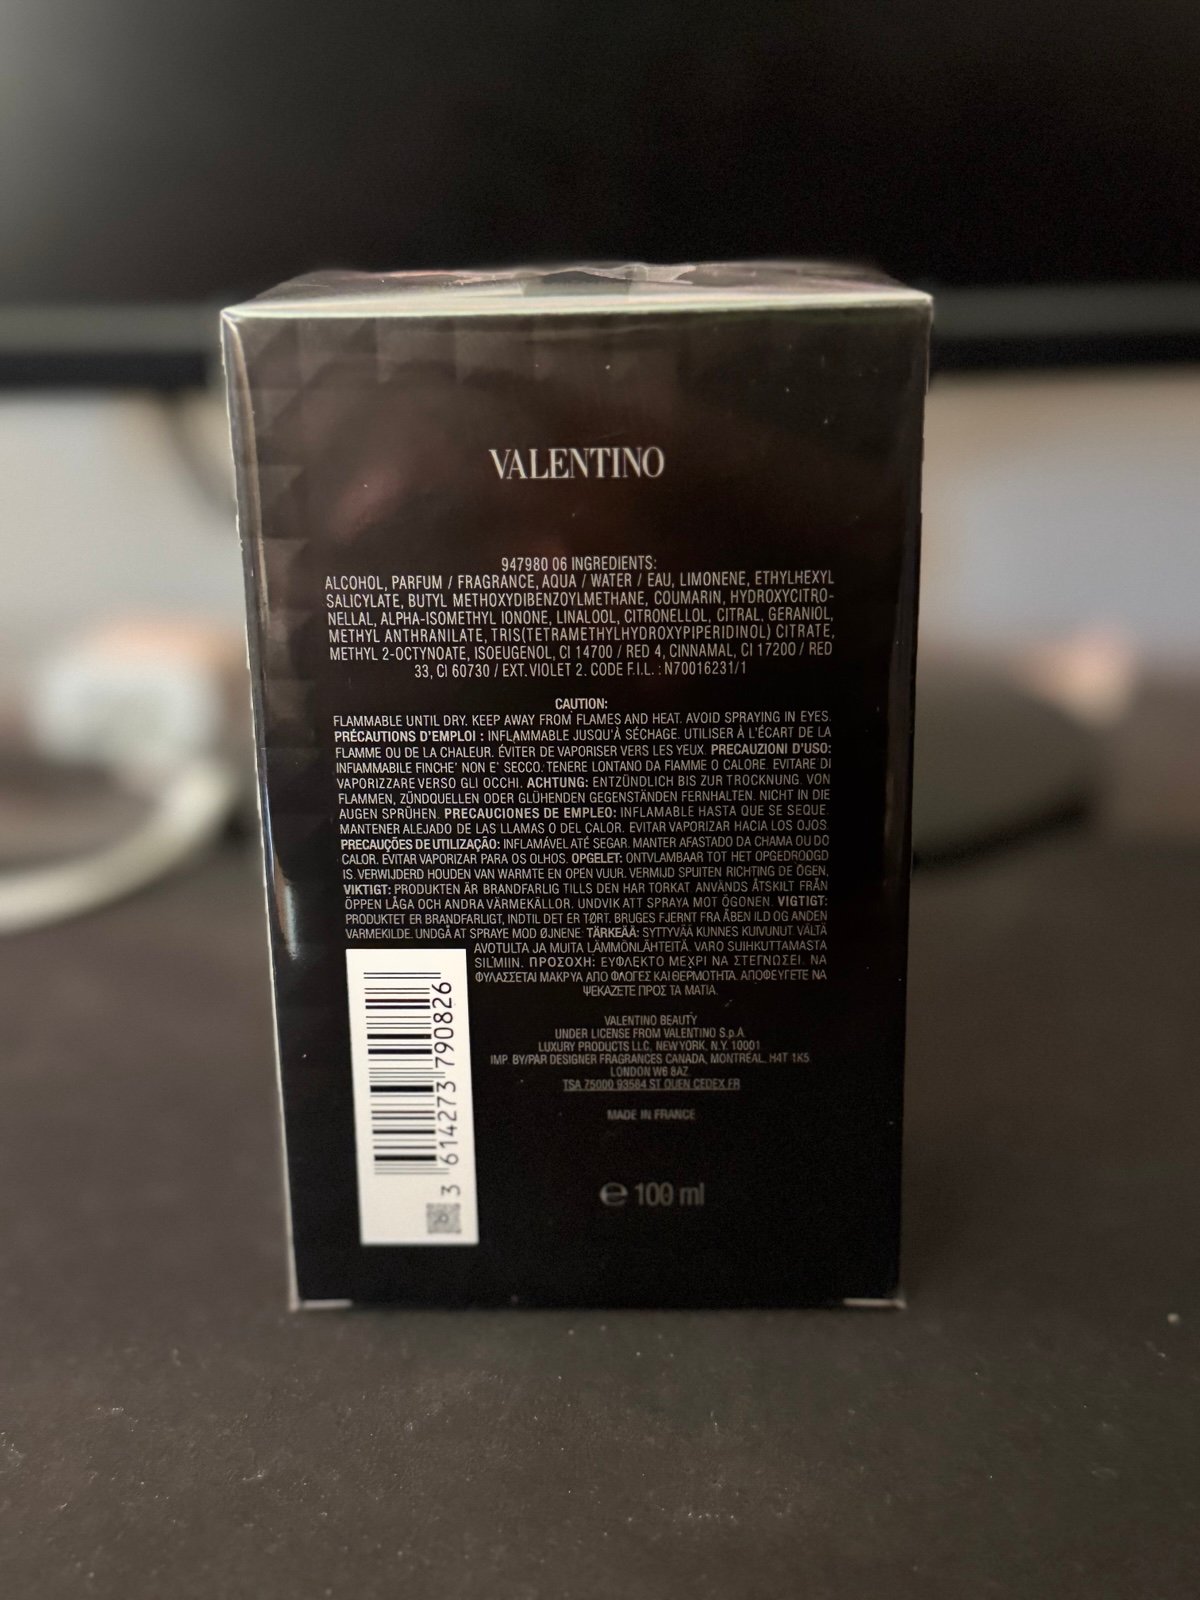 VALENTINO
947980 06 INGREDIENTS:
ALCOHOL, PARFUM / FRAGRANCE, AQUA / WATER / EAU, LIMONENE, ETHYLHEXYL
SALICYLATE, BUTYL METHOXYDIBENZOYLMETHANE, COUMARIN, HYDROXYCITRO-
NELLAL, ALPHA-ISOMETHYL IONONE, LINALOOL, CITRONELLOL, CITRAL, GERANIOL,
METHYL ANTHRANILATE, TRIS(TETRAMETHYLHYDROXYPIPERIDINOL) CITRATE,
METHYL 2-OCTYNOATE, ISOEUGENOL, CI 14700 / RED 4, CINNAMAL, CI 17200 / RED
33, CI 60730 / EXT. VIOLET 2. CODE F.I.L. : N70016231/1
CAUTION:
FLAMMABLE UNTIL DRY. KEEP AWAY FROM FLAMES AND HEAT. AVOID SPRAYING IN EYES.
PRÉCAUTIONS D'EMPLOI : INFLAMMABLE JUSQU'À SÉCHAGE. UTILISER À L'ÉCART DE LA
FLAMME OU DE LA CHALEUR. ÉVITER DE VAPORISER VERS LES YEUX. PRECAUZIONI D'USO:
INFIAMMABILE FINCHE' NON E' SECCO. TENERE LONTANO DA FIAMME O CALORE. EVITARE DI
VAPORIZZARE VERSO GLI OCCHI. ACHTUNG: ENTZÜNDLICH BIS ZUR TROCKNUNG. VON
FLAMMEN, ZÜNDQUELLEN ODER GLÜHENDEN GEGENSTÄNDEN FERNHALTEN. NICHT IN DIE
AUGEN SPRÜHEN. PRECAUCIONES DE EMPLEO: INFLAMABLE HASTA QUE SE SEQUE.
MANTENER ALEJADO DE LAS LLAMAS O DEL CALOR. EVITAR VAPORIZAR HACIA LOS OJOS.
PRECAUÇÕES DE UTILIZAÇÃO: INFLAMÁVEL ATÉ SEGAR. MANTER AFASTADO DA CHAMA OU DO
CALOR. EVITAR VAPORIZAR PARA OS OLHOS. OPGELET: ONTVLAMBAAR TOT HET OPGEDROOGD
IS. VERWIJDERD HOUDEN VAN WARMTE EN OPEN VUUR. VERMIJD SPUITEN RICHTING DE OGEN.
VIKTIGT: PRODUKTEN ÄR BRANDFARLIG TILLS DEN HAR TORKAT. ANVÄNDS ÅTSKILT FRÅN
ÖPPEN LÅGA OCH ANDRA VÄRMEKÄLLOR. UNDVIK ATT SPRAYA MOT ÖGONEN. VIGTIGT:
PRODUKTET ER BRANDFARLIGT, INDTIL DET ER TØRT. BRUGES FJERNT FRA ÅBEN ILD OG ANDEN
VARMEKILDE. UNDGÅ AT SPRAYE MOD ØJNENE. TÄRKEÄÄ: SYTTYVÄÄ KUNNES KUIVUNUT. VÄLTÄ
AVOTULTA JA MUITA LÄMMÖNLÄHTEITÄ. VARO SUIHKUTTAMASTA
SILMIIN. ΠΡΟΣΟΧΗ: ΕΥΦΛΕΚΤΟ ΜΕΧΡΙ ΝΑ ΣΤΕΓΝΩΣΕΙ. ΝΑ
ΦΥΛΑΣΣΕΤΑΙ ΜΑΚΡΥΑ ΑΠΟ ΦΛΟΓΕΣ ΚΑΙ ΘΕΡΜΟΤΗΤΑ. ΑΠΟΦΕΥΓΕΤΕ ΝΑ
ΨΕΚΑΖΕΤΕ ΠΡΟΣ ΤΑ ΜΑΤΙΑ.
VALENTINO BEAUTY
UNDER LICENSE FROM VALENTINO S.p.A.
LUXURY PRODUCTS LLC, NEW YORK, N.Y. 10001
IMP. BY/PAR DESIGNER FRAGRANCES CANADA, MONTREAL, H4T 1K5
LONDON W6 8AZ
TSA 75000 93584 ST OUEN CEDEX FR
MADE IN FRANCE
℮ 100 ml
3 614273 790826